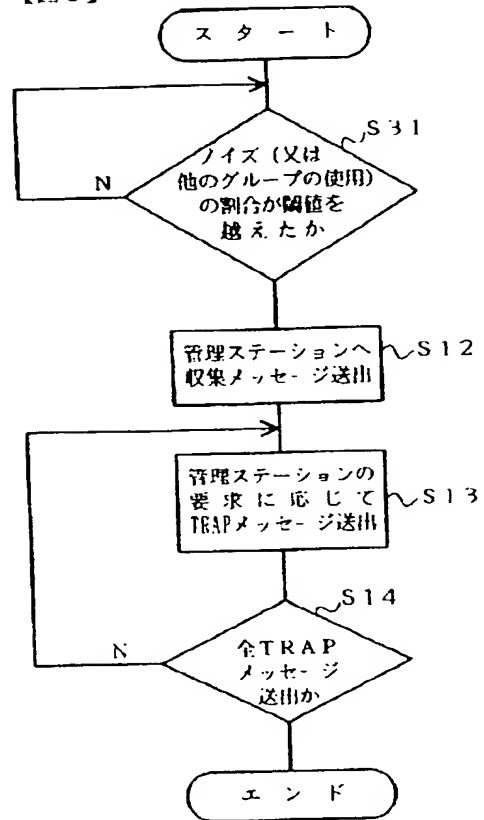 スタート
S31
ノイズ(又は
他のグループの使用)
の割合が閾値を
越えたか
N
管理ステーションへ
収集メッセージ送出
S12
管理ステーションの
要求に応じて
TRAPメッセージ送出
S13
S14
全TRAP
メッセージ
送出か
N
エンド